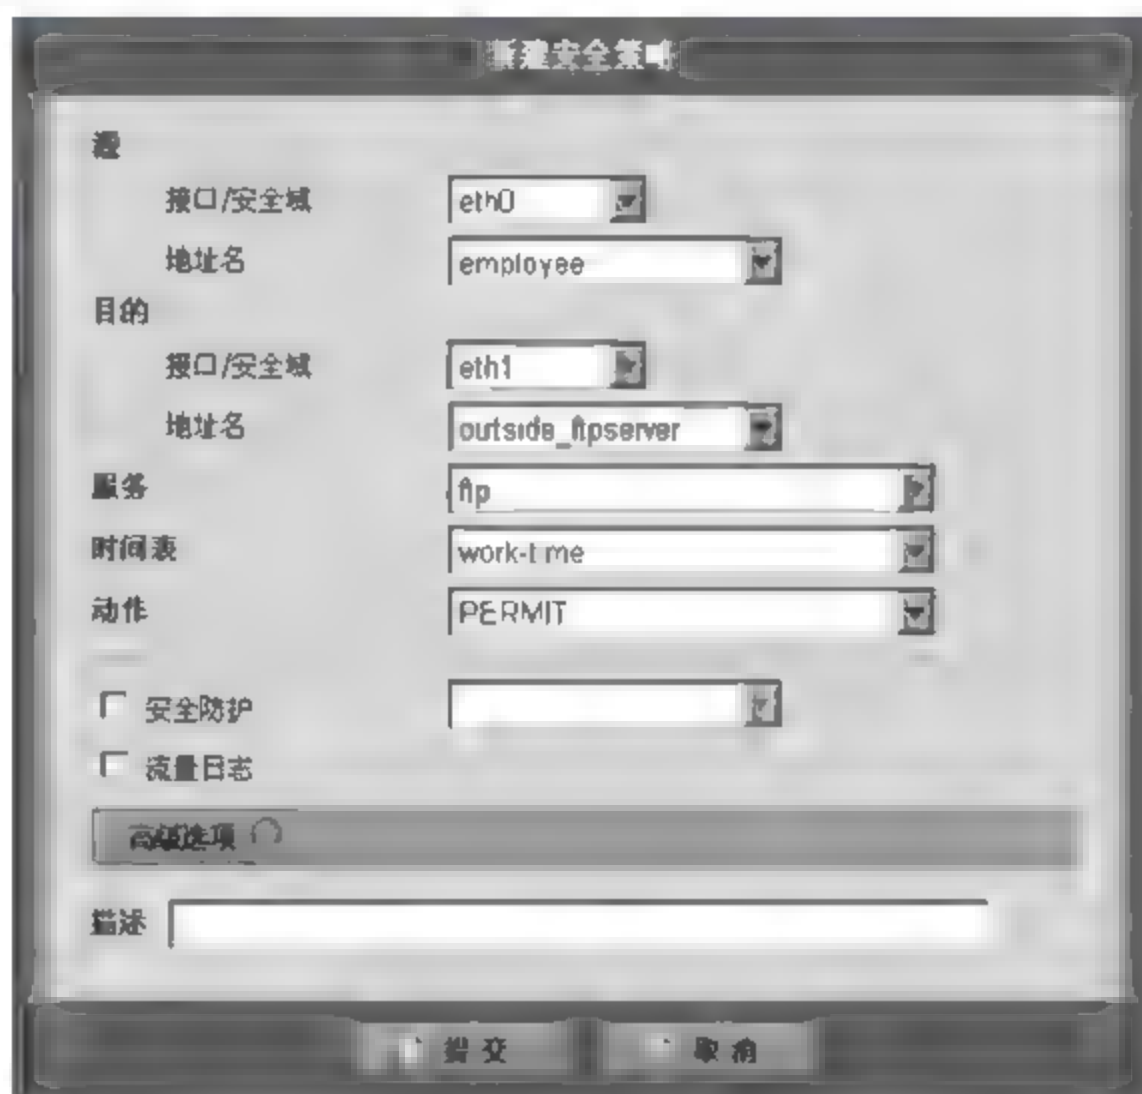 新建安全策略
源
接口/安全域 eth0
地址名 employee
目的
接口/安全域 eth1
地址名 outside_ftpserver
服务 ftp
时间表 work-time
动作 PERMIT
安全防护
流量日志
高级选项
描述
提交 取消